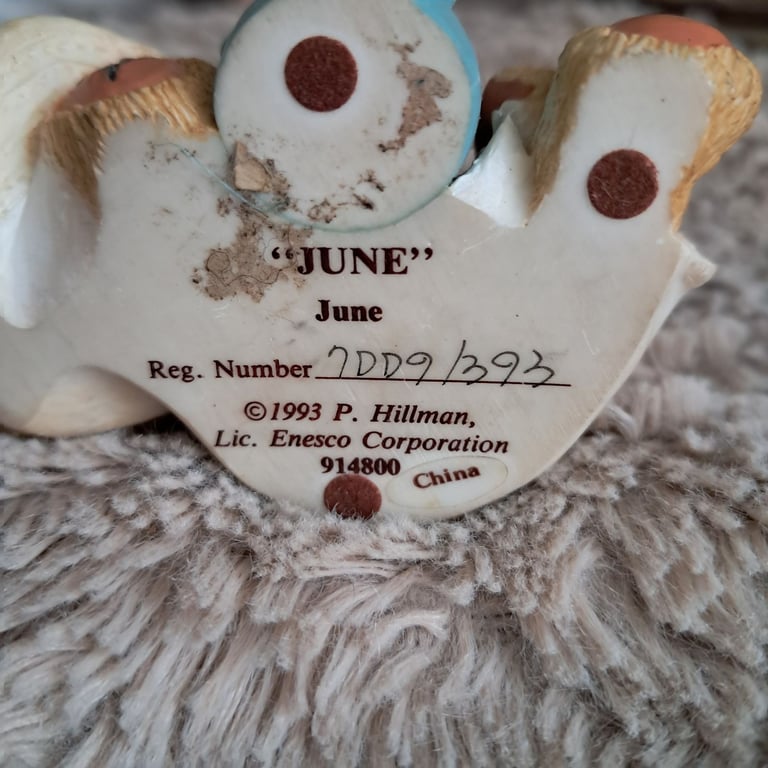 “JUNE”
June
Reg. Number 7DD9/393
©1993 P. Hillman,
Lic. Enesco Corporation
914800
China